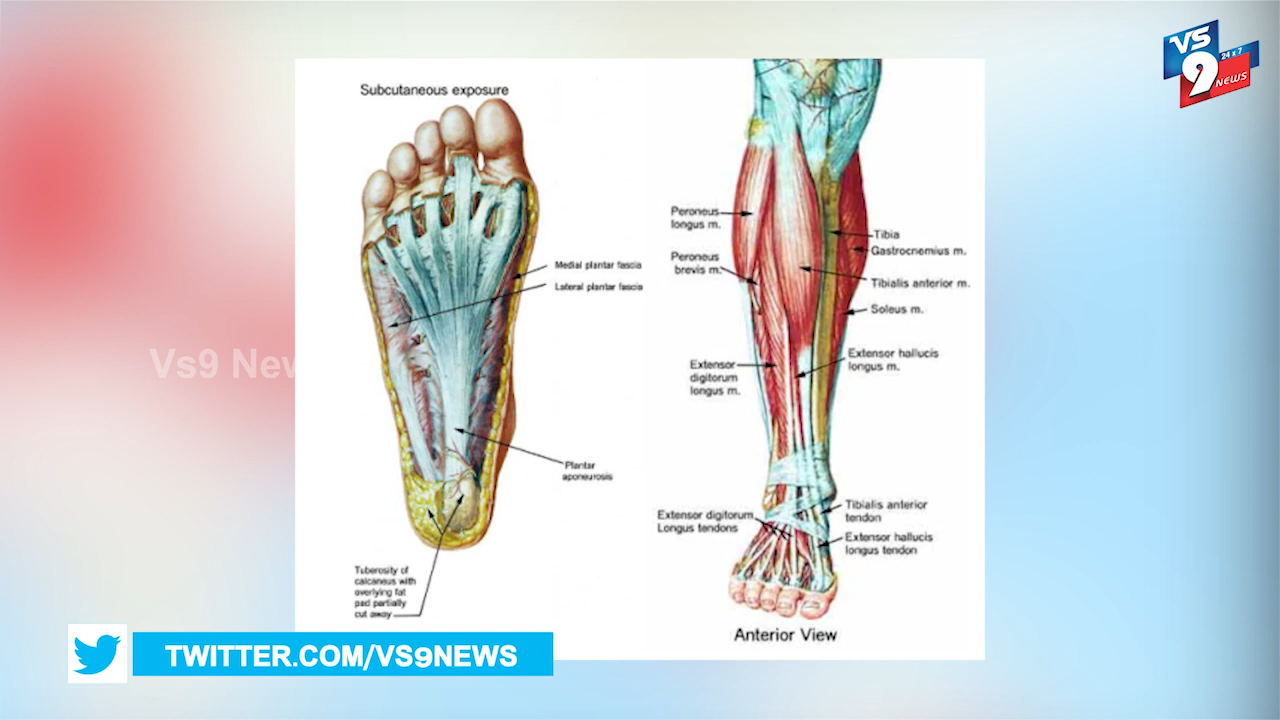 VS
9
24 x 7
NEWS
Subcutaneous exposure
Medial plantar fascia
Lateral plantar fascia
Plantar
aponeurosis
Tuberosity of
calcaneus with
overlying fat
pad partially
cut away
Peroneus
longus m.
Peroneus
brevis m.
Extensor
digitorum
longus m.
Tibia
Gastrocnemius m.
Tibialis anterior m.
Soleus m.
Extensor hallucis
longus m.
Extensor digitorum
Longus tendons
Tibialis anterior
tendon
Extensor hallucis
longus tendon
Anterior View
Vs9 New
TWITTER.COM/VS9NEWS